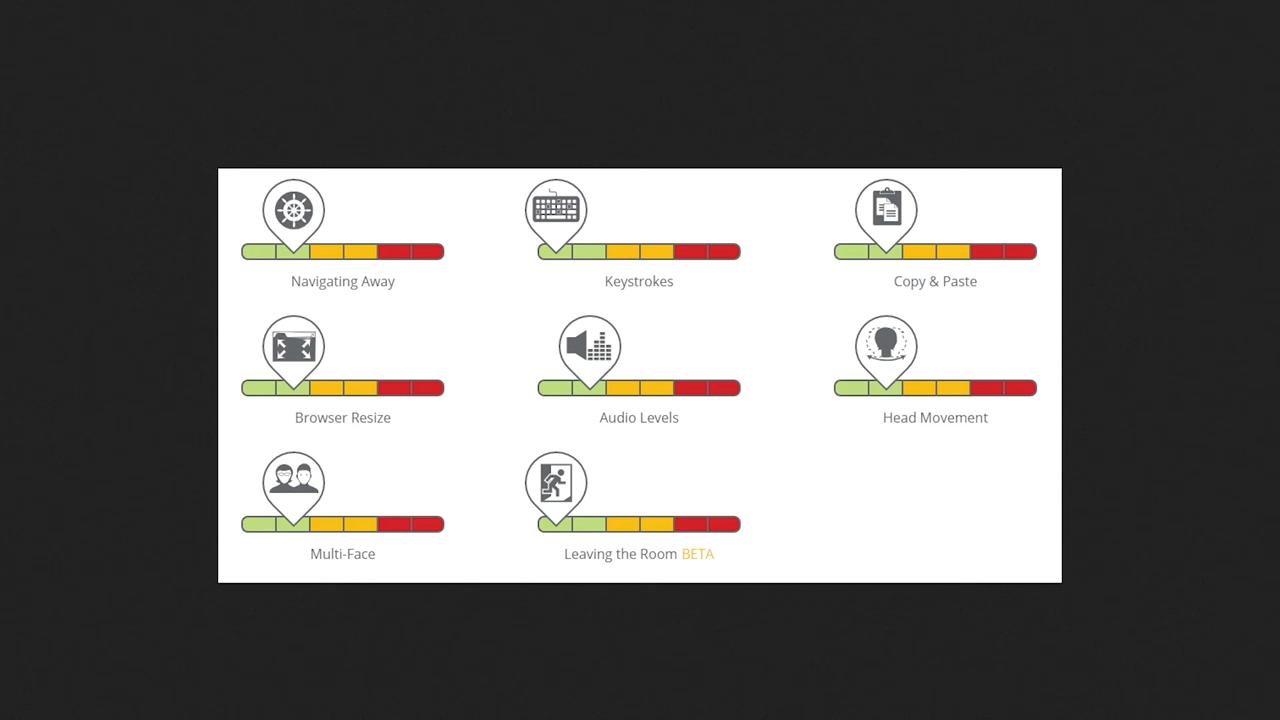 Navigating Away
Keystrokes
Copy & Paste
Browser Resize
Audio Levels
Head Movement
Multi-Face
Leaving the Room BETA